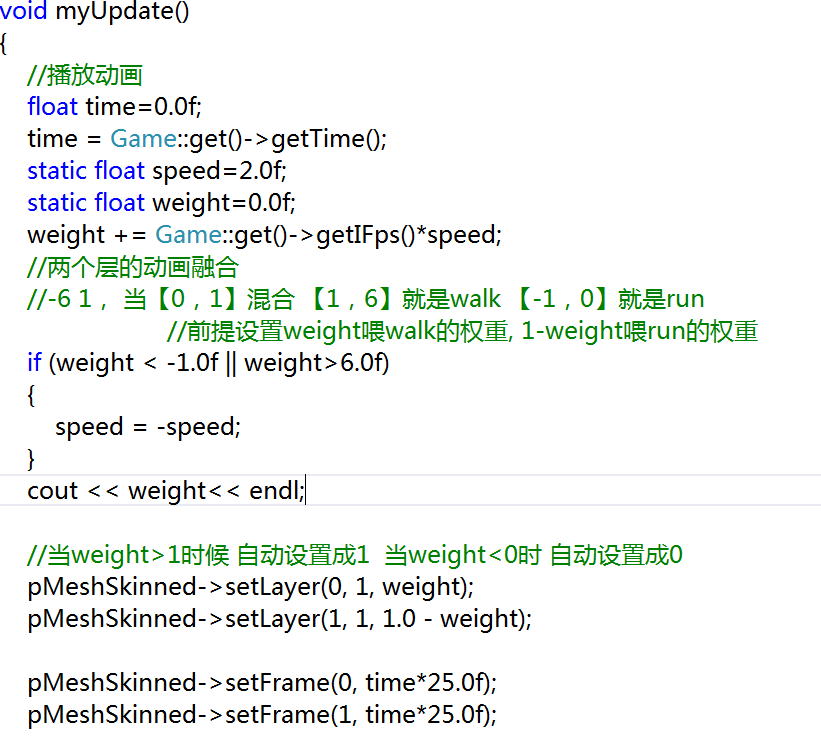 void myUpdate()
{
//播放动画
float time=0.0f;
time = Game::get()->getTime();
static float speed=2.0f;
static float weight=0.0f;
weight += Game::get()->getIFps()*speed;
//两个层的动画融合
//-6 1， 当【0，1】混合 【1，6】就是walk 【-1，0】就是run
//前提设置weight喂walk的权重, 1-weight喂run的权重
if (weight < -1.0f || weight>6.0f)
{
speed = -speed;
}
cout << weight<< endl;
//当weight>1时候 自动设置成1 当weight<0时 自动设置成0
pMeshSkinned->setLayer(0, 1, weight);
pMeshSkinned->setLayer(1, 1, 1.0 - weight);
pMeshSkinned->setFrame(0, time*25.0f);
pMeshSkinned->setFrame(1, time*25.0f);